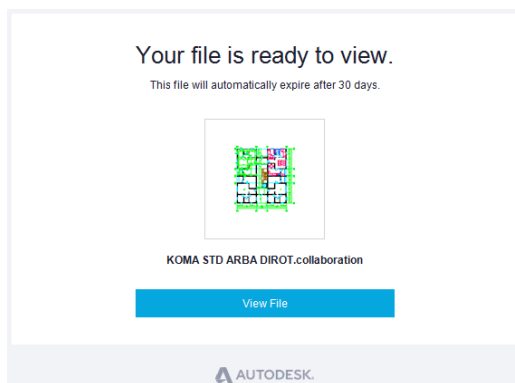 Your file is ready to view.
This file will automatically expire after 30 days.
KOMA STD ARBA DIROT.collaboration
View File
AUTODESK.